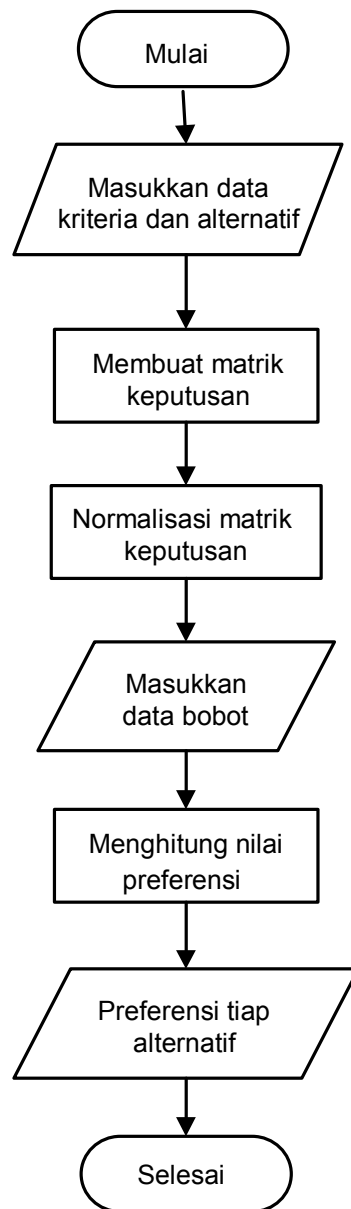 Mulai
Masukkan data
kriteria dan alternatif
Membuat matrik
keputusan
Normalisasi matrik
keputusan
Masukkan
data bobot
Menghitung nilai
preferensi
Preferensi tiap
alternatif
Selesai